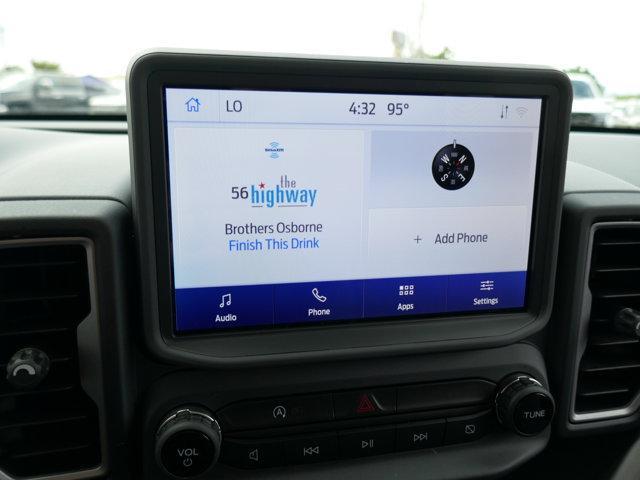 LO 4:32 95°
SiriusXM
56 the
highway
Brothers Osborne
Finish This Drink
N E S W
+ Add Phone
Audio Phone Apps Settings
A
VOL
TUNE